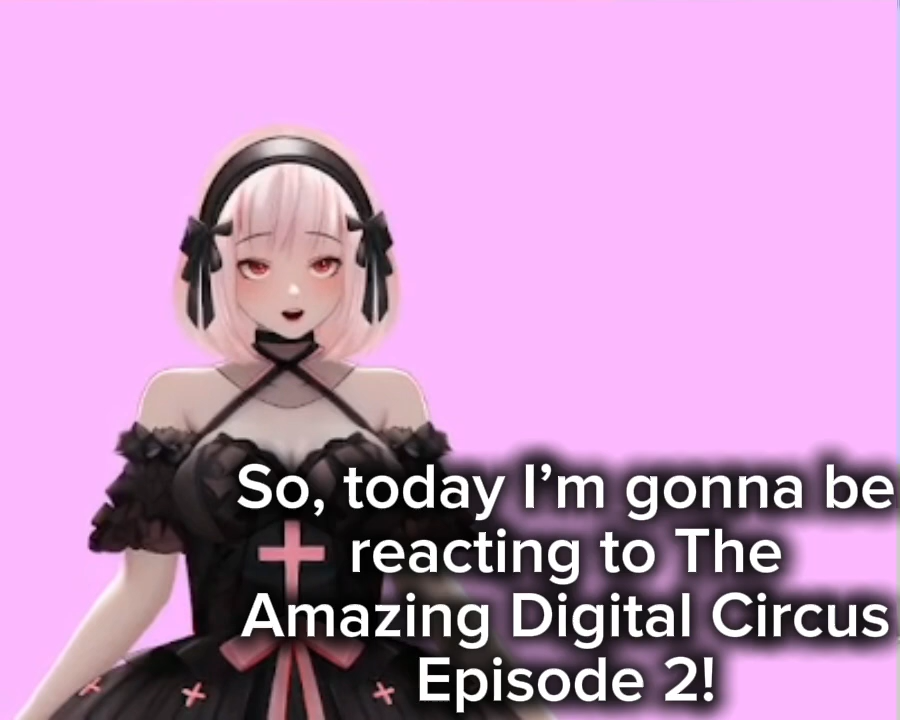 So, today I’m gonna be
reacting to The
Amazing Digital Circus
Episode 2!